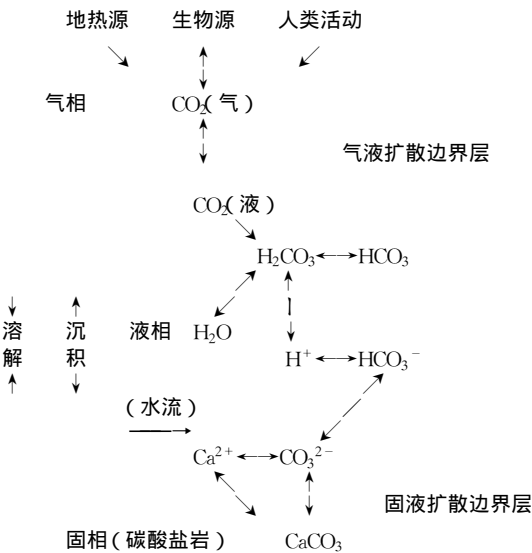 地热源 生物源 人类活动
气相 CO₂(气)
气液扩散边界层
CO₂(液)
H₂CO₃ HCO₃
溶解 沉积 液相 H₂O
H⁺ HCO₃⁻
(水流)
Ca²⁺ CO₃²⁻
固液扩散边界层
固相(碳酸盐岩) CaCO₃